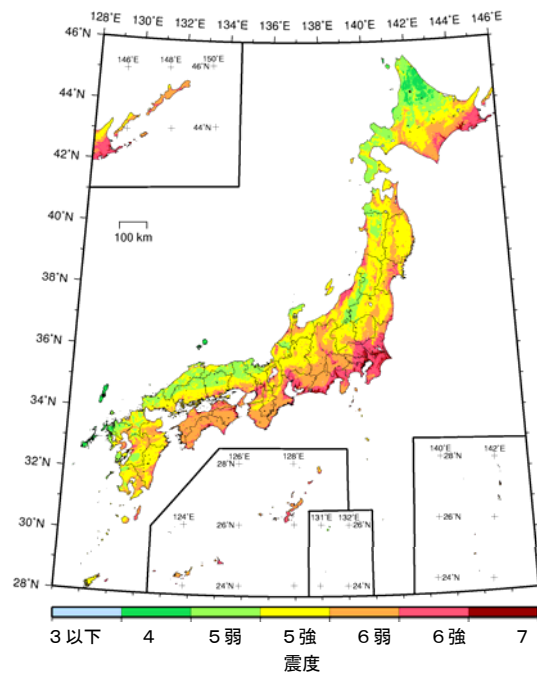 128°E 130°E 132°E 134°E 136°E 138°E 140°E 142°E 144°E 146°E
46°N
146°E 148°E 150°E
46°N
44°N
44°N
42°N
40°N
100 km
38°N
36°N
34°N
32°N
126°E 128°E
28°N
140°E 142°E
28°N
124°E
30°N
26°N
131°E 132°E
26°N
26°N
28°N
24°N
24°N
24°N
3以下 4 5弱 5強 6弱 6強 7
震度